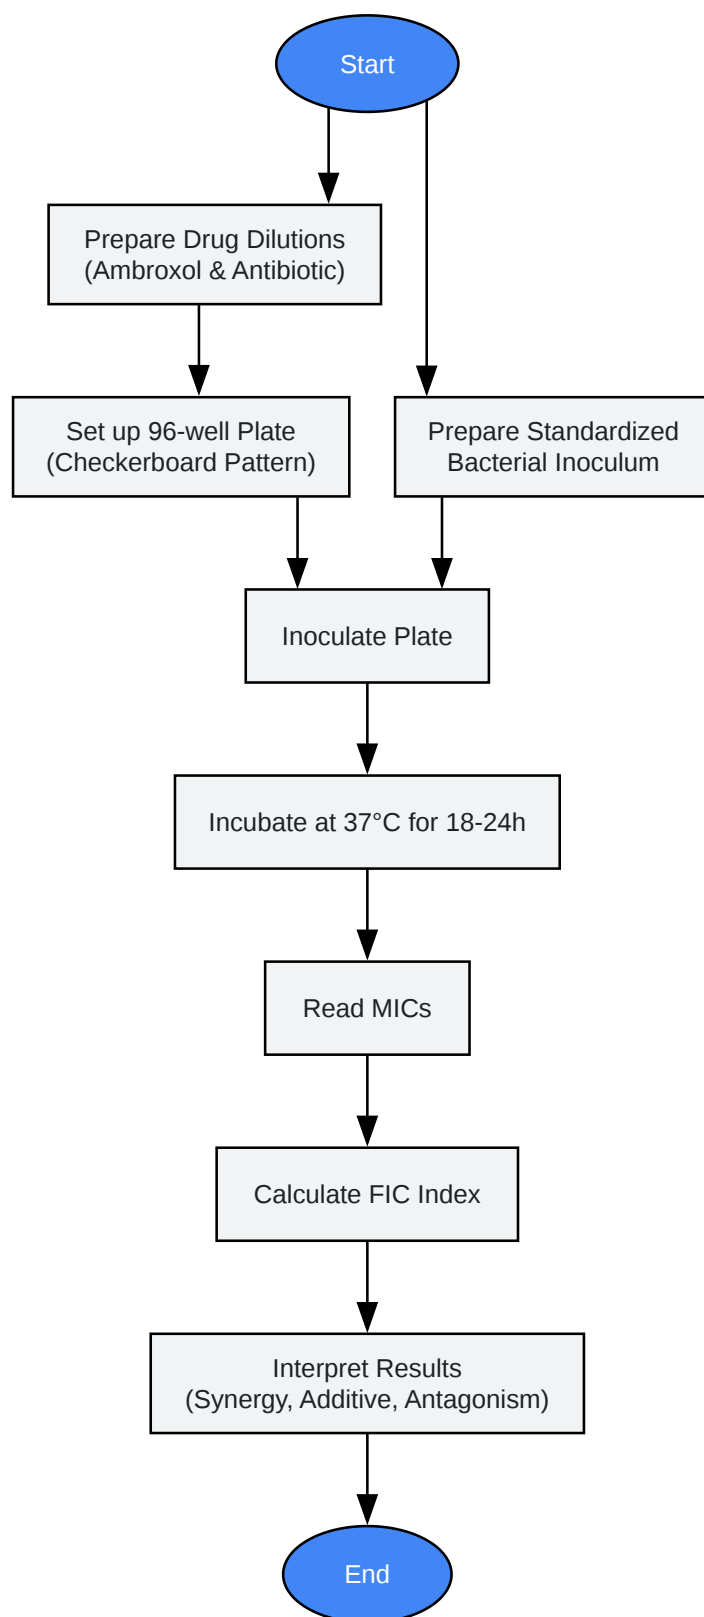 Start
Prepare Drug Dilutions
(Ambroxol & Antibiotic)
Set up 96-well Plate
(Checkerboard Pattern)
Prepare Standardized
Bacterial Inoculum
Inoculate Plate
Incubate at 37°C for 18-24h
Read MICs
Calculate FIC Index
Interpret Results
(Synergy, Additive, Antagonism)
End